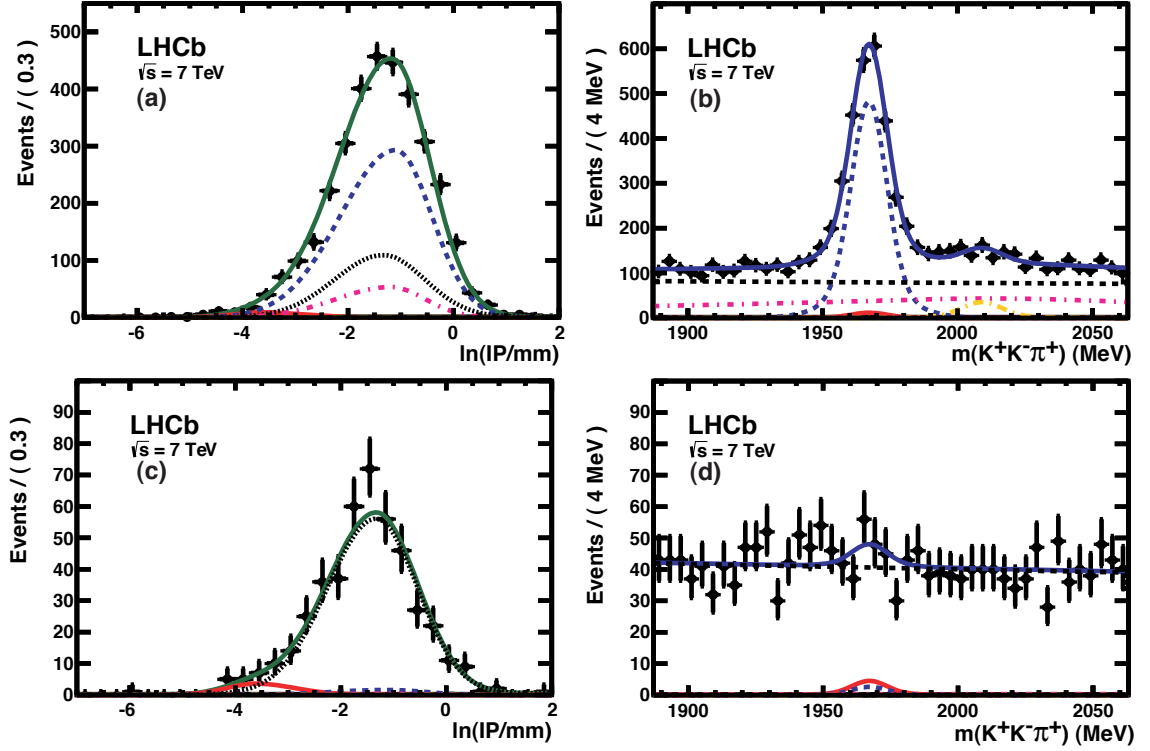 500
400
300
200
100
0
Events / ( 0.3 )
LHCb
√s = 7 TeV
(a)
-6 -4 -2 0 2
ln(IP/mm)
600
500
400
300
200
100
0
Events / ( 4 MeV )
LHCb
√s = 7 TeV
(b)
1900 1950 2000 2050
m(K⁺K⁻π⁺) (MeV)
90
80
70
60
50
40
30
20
10
0
Events / ( 0.3 )
LHCb
√s = 7 TeV
(c)
-6 -4 -2 0 2
ln(IP/mm)
90
80
70
60
50
40
30
20
10
0
Events / ( 4 MeV )
LHCb
√s = 7 TeV
(d)
1900 1950 2000 2050
m(K⁺K⁻π⁺) (MeV)